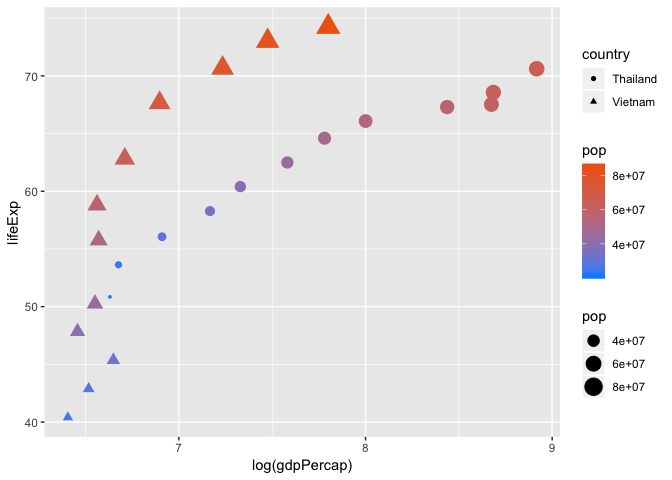 country
Thailand
Vietnam
pop
8e+07
6e+07
4e+07
pop
4e+07
6e+07
8e+07
lifeExp
70
60
50
40
7
8
9
log(gdpPercap)